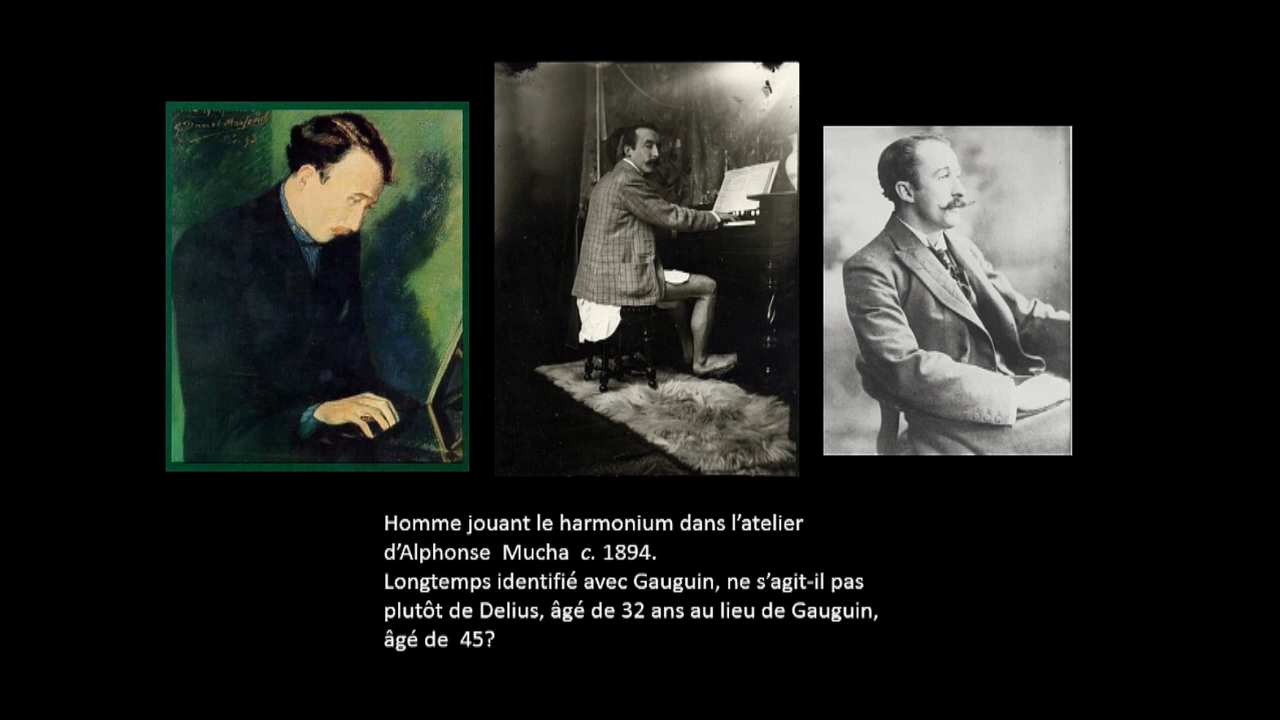 Homme jouant le harmonium dans l’atelier
d’Alphonse Mucha c. 1894.
Longtemps identifié avec Gauguin, ne s’agit-il pas
plutôt de Delius, âgé de 32 ans au lieu de Gauguin,
âgé de 45?